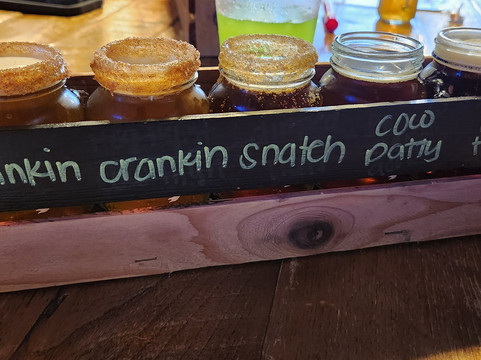 nkin crankin snatch
coco
patty